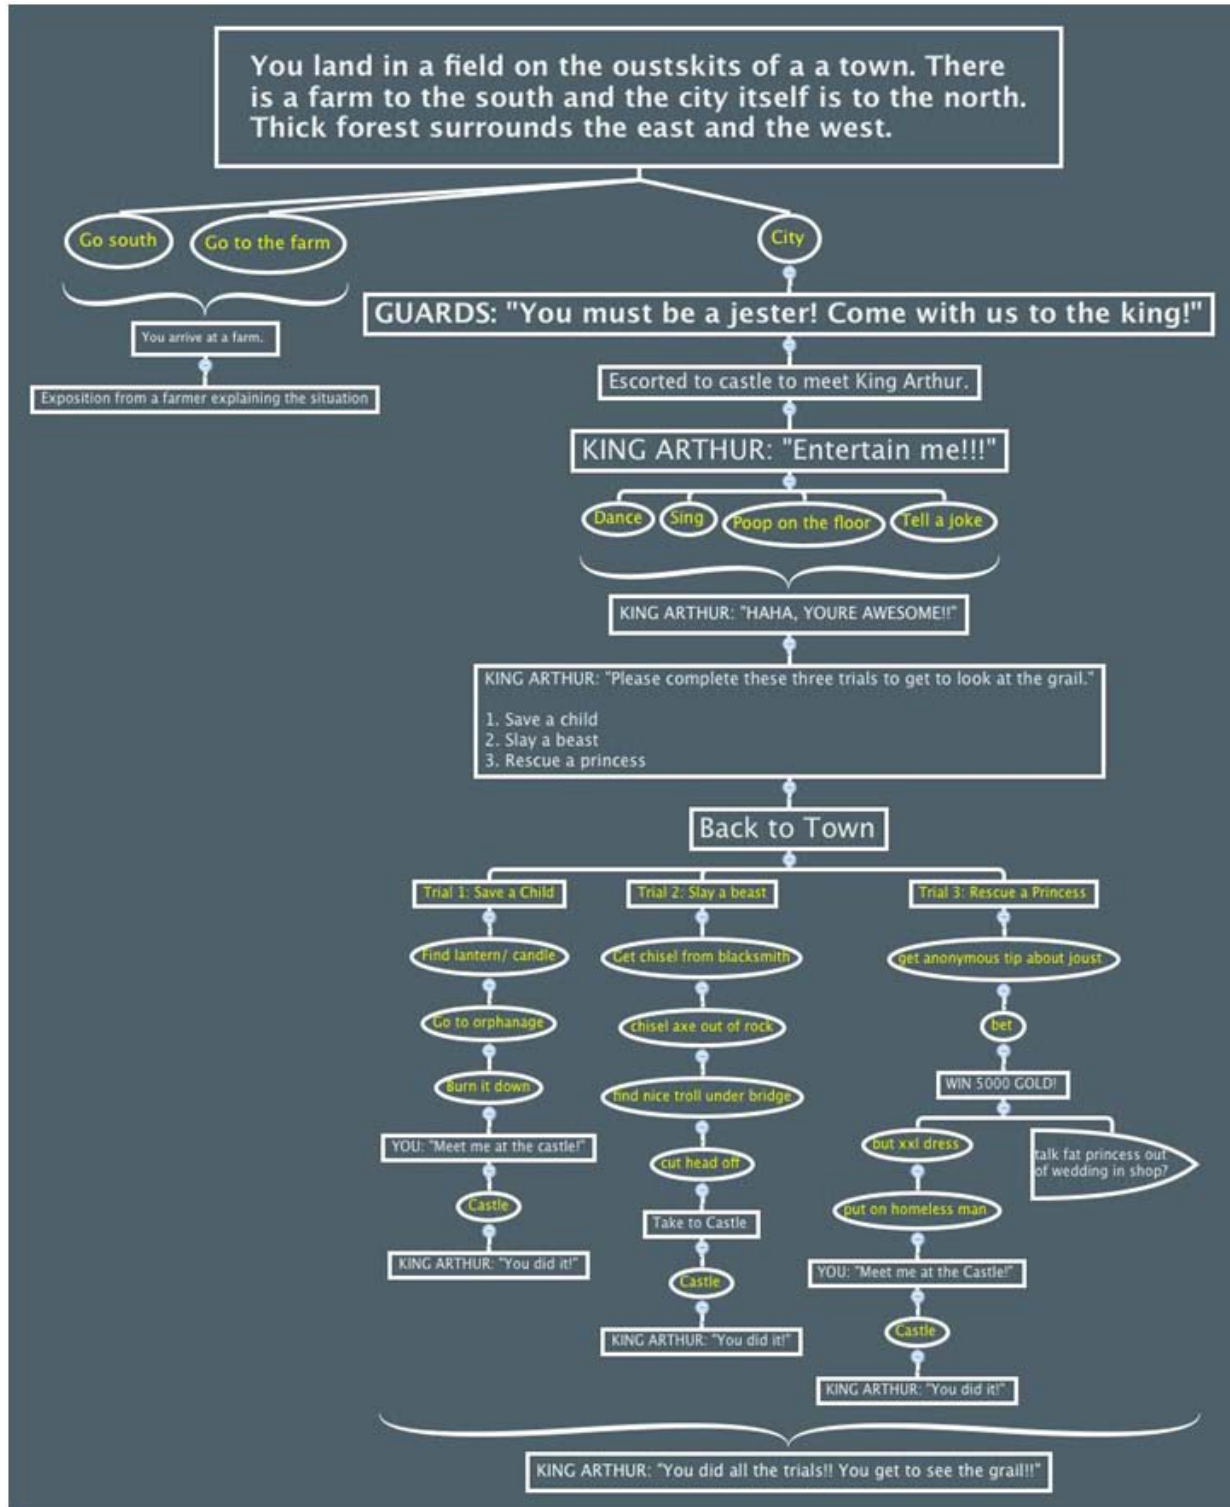 You land in a field on the oustskits of a a town. There
is a farm to the south and the city itself is to the north.
Thick forest surrounds the east and the west.
Go south
Go to the farm
City
GUARDS: "You must be a jester! Come with us to the king!"
You arrive at a farm.
Exposition from a farmer explaining the situation
Escorted to castle to meet King Arthur.
KING ARTHUR: "Entertain me!!!"
Dance
Sing
Poop on the floor
Tell a joke
KING ARTHUR: "HAHA, YOURE AWESOME!!"
KING ARTHUR: "Please complete these three trials to get to look at the grail."
1. Save a child
2. Slay a beast
3. Rescue a princess
Back to Town
Trial 1: Save a Child
Find lantern/ candle
Go to orphanage
Burn it down
YOU: "Meet me at the castle!"
Castle
KING ARTHUR: "You did it!"
Trial 2: Slay a beast
Get chisel from blacksmith
chisel axe out of rock
find nice troll under bridge
cut head off
Take to Castle
Castle
KING ARTHUR: "You did it!"
Trial 3: Rescue a Princess
get anonymous tip about joust
bet
WIN 5000 GOLD!
but xxl dress
put on homeless man
YOU: "Meet me at the Castle!"
Castle
KING ARTHUR: "You did it!"
talk fat princess out
of wedding in shop?
KING ARTHUR: "You did all the trials!! You get to see the grail!!"